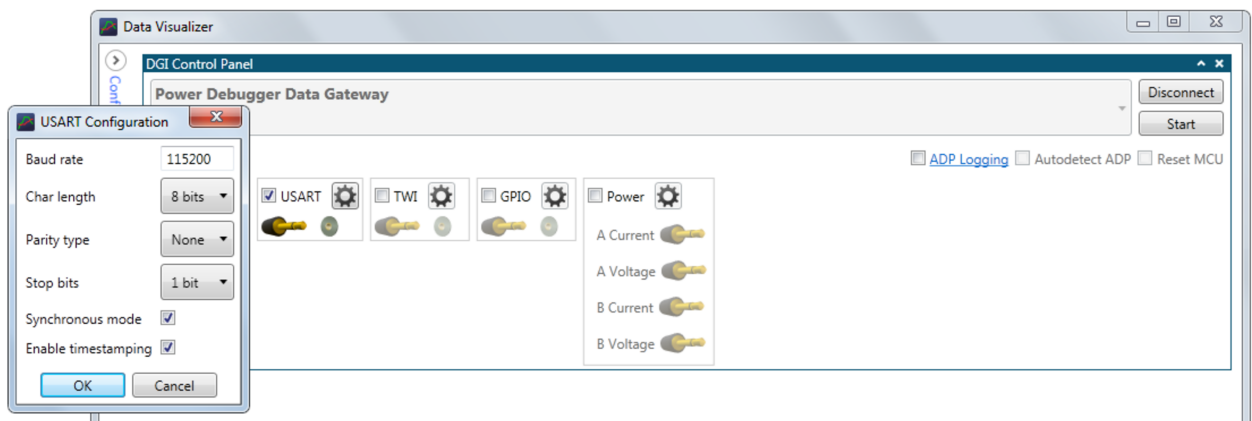 Data Visualizer
DGI Control Panel
Conf
Power Debugger Data Gateway
Disconnect
Start
ADP Logging Autodetect ADP Reset MCU
USART Configuration
Baud rate 115200
Char length 8 bits
Parity type None
Stop bits 1 bit
Synchronous mode
Enable timestamping
OK Cancel
USART TWI GPIO Power
A Current
A Voltage
B Current
B Voltage